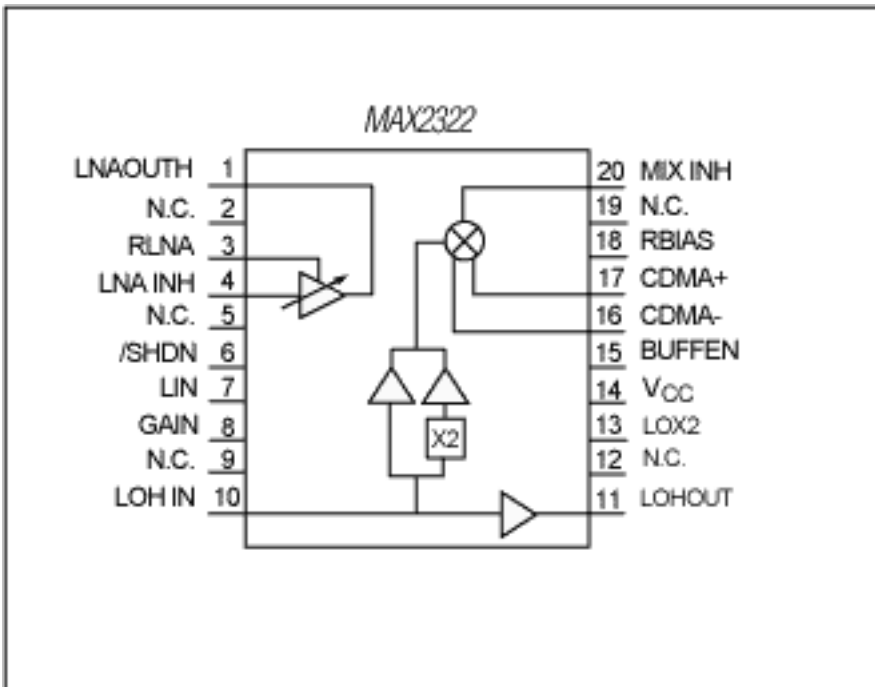 MAX2322
LNAOUTH 1
N.C. 2
RLNA 3
LNA INH 4
N.C. 5
/SHDN 6
LIN 7
GAIN 8
N.C. 9
LOH IN 10
20 MIX INH
19 N.C.
18 RBIAS
17 CDMA+
16 CDMA-
15 BUFFEN
14 VCC
13 LOX2
12 N.C.
11 LOHOUT
X2